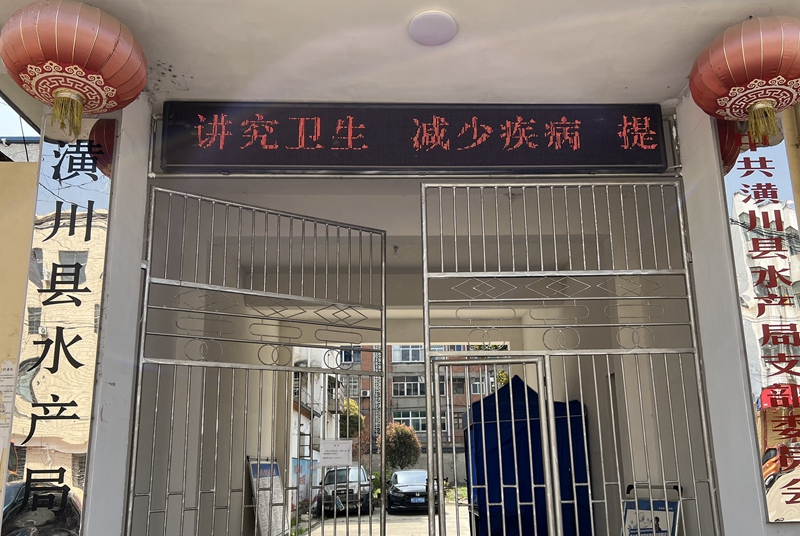 讲究卫生 减少疾病 提
潢川县水产局
中共潢川县水产局支部委员会